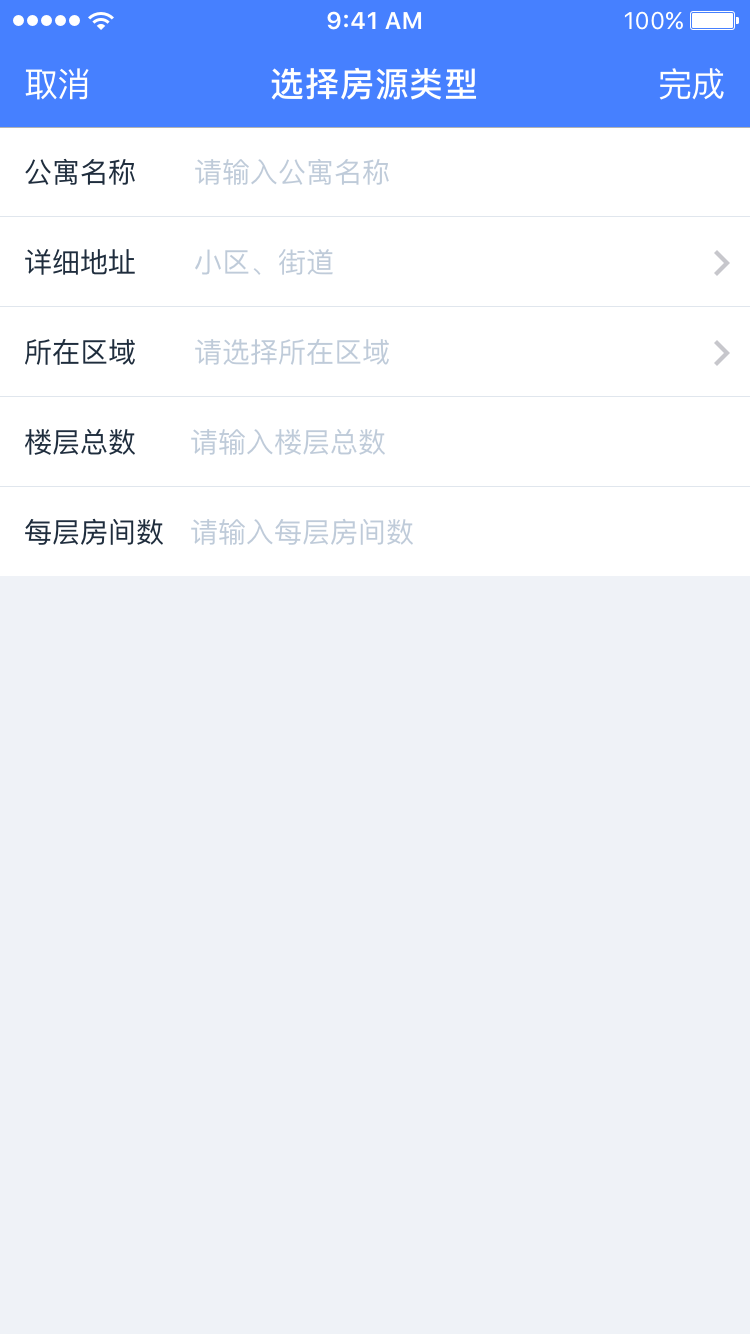 9:41 AM 100%
取消 选择房源类型 完成
公寓名称 请输入公寓名称
详细地址 小区、街道
所在区域 请选择所在区域
楼层总数 请输入楼层总数
每层房间数 请输入每层房间数